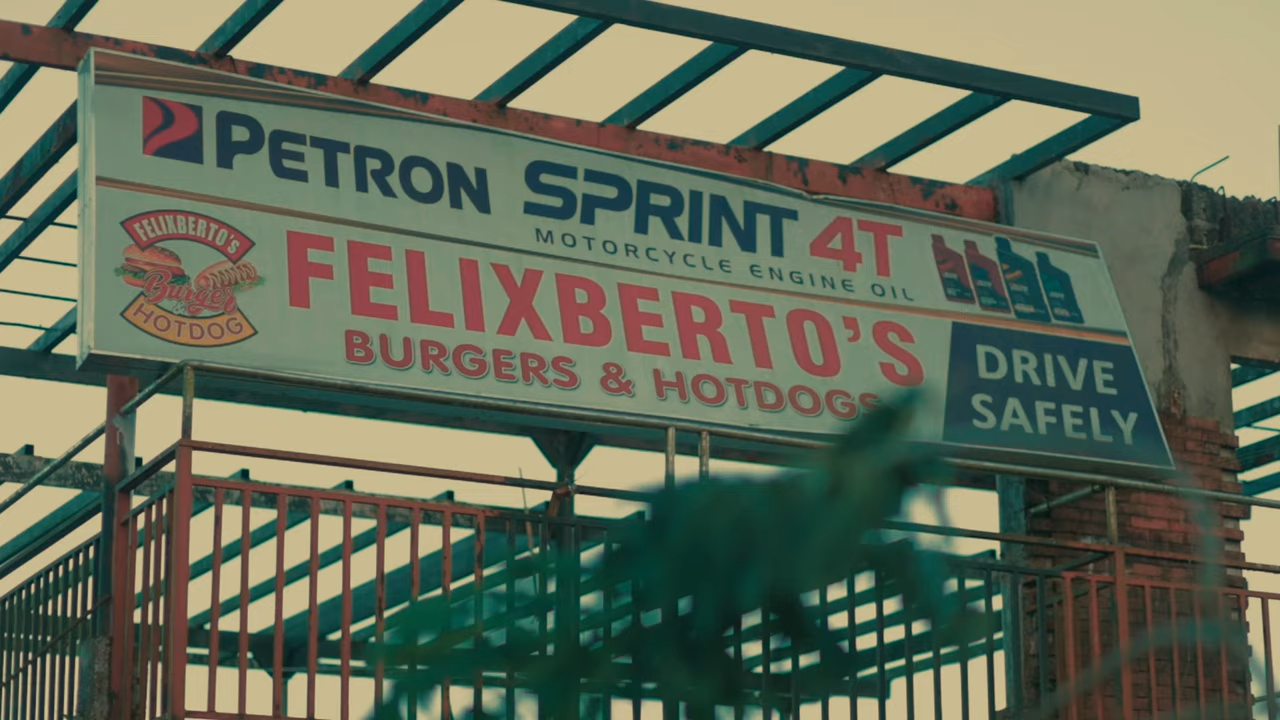 PETRON SPRINT 4T
MOTORCYCLE ENGINE OIL
FELIXBERTO'S
Burger
&
HOTDOG
FELIXBERTO'S
BURGERS & HOTDOGS
DRIVE
SAFELY